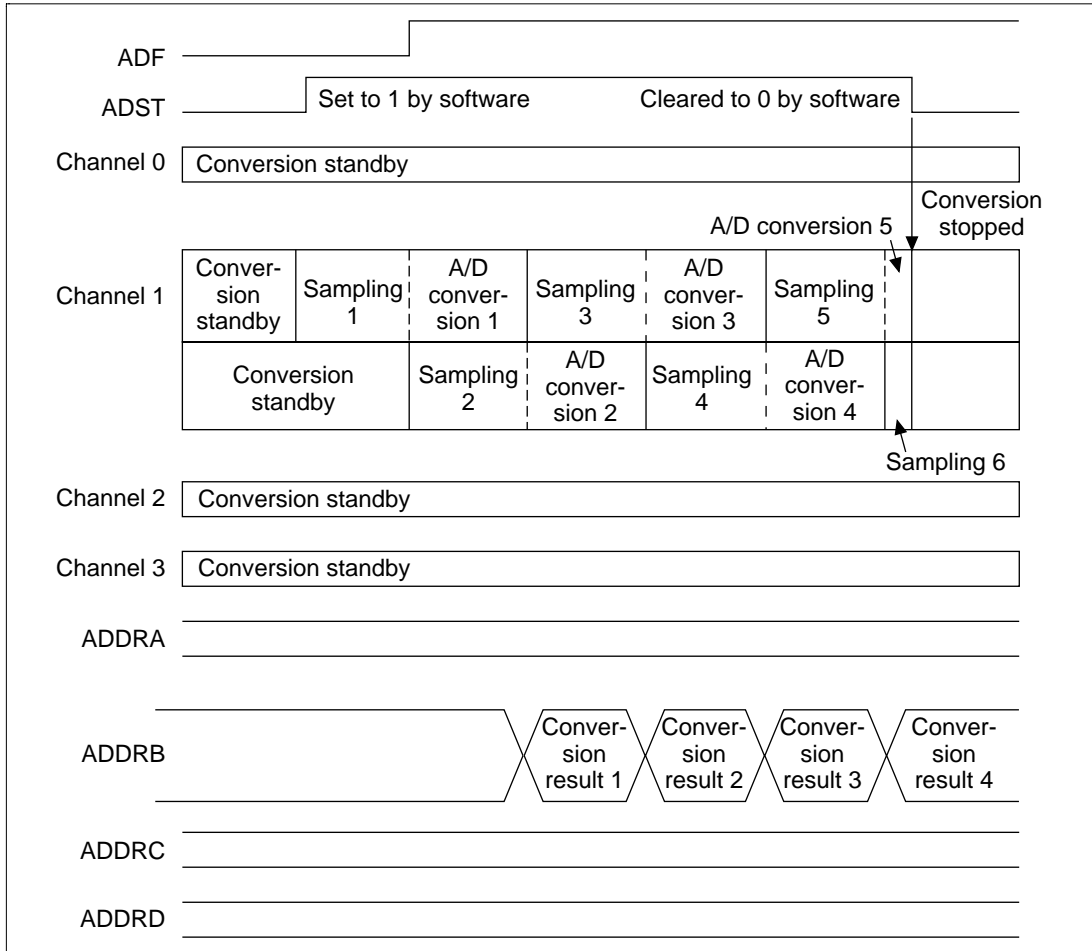 ADF
ADST
Set to 1 by software
Cleared to 0 by software
Channel 0
Conversion standby
Conversion
stopped
A/D conversion 5
Channel 1
Conver-
sion
standby
Sampling
1
A/D
conver-
sion 1
Sampling
3
A/D
conver-
sion 3
Sampling
5
Conversion
standby
Sampling
2
A/D
conver-
sion 2
Sampling
4
A/D
conver-
sion 4
Sampling 6
Channel 2
Conversion standby
Channel 3
Conversion standby
ADDRA
ADDRB
Conver-
sion
result 1
Conver-
sion
result 2
Conver-
sion
result 3
Conver-
sion
result 4
ADDRC
ADDRD